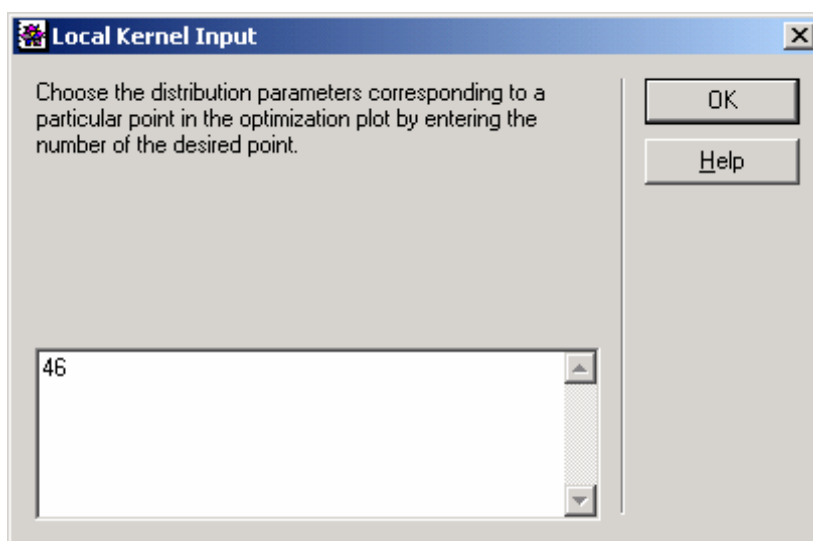 Local Kernel Input
Choose the distribution parameters corresponding to a
particular point in the optimization plot by entering the
number of the desired point.
OK
Help
46